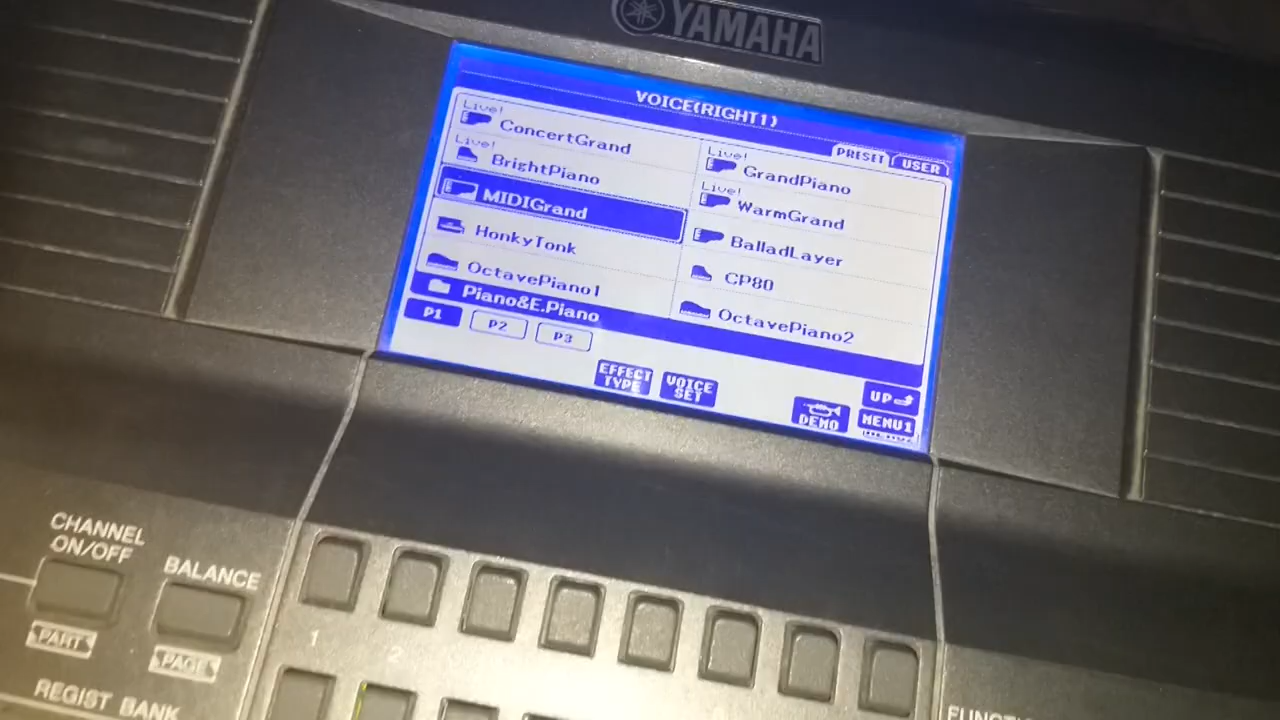 YAMAHA
VOICE(RIGHT1)
PRESET USER
Live!
ConcertGrand
Live!
BrightPiano
MIDIGrand
HonkyTonk
OctavePiano1
Live!
GrandPiano
Live!
WarmGrand
BalladLayer
CP80
OctavePiano2
Piano&E.Piano
P1 P2 P3
EFFECT
TYPE
VOICE
SET
DEMO
UP
MENU1
CHANNEL
ON/OFF
BALANCE
PART
PAGE
1 2
REGIST BANK